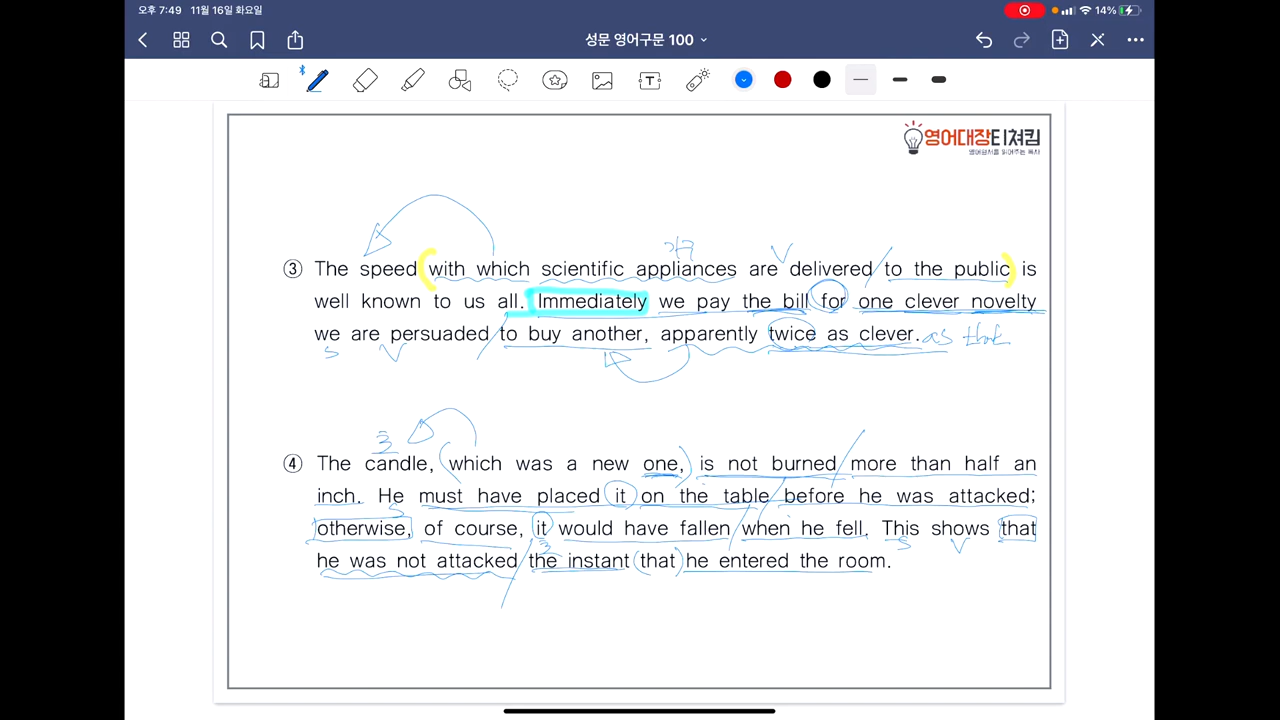 오후 7:49 11월 16일 화요일
14%
성문 영어구문 100
영어대장티쳐킴
가구
③ The speed with which scientific appliances are delivered to the public is
V
well known to us all. Immediately we pay the bill for one clever novelty
we are persuaded to buy another, apparently twice as clever. as that
S V
초
④ The candle, (which was a new one,) is not burned more than half an
inch. He must have placed it on the table before he was attacked;
S
otherwise, of course, it would have fallen when he fell. This shows that
초 S V
he was not attacked the instant (that) he entered the room.